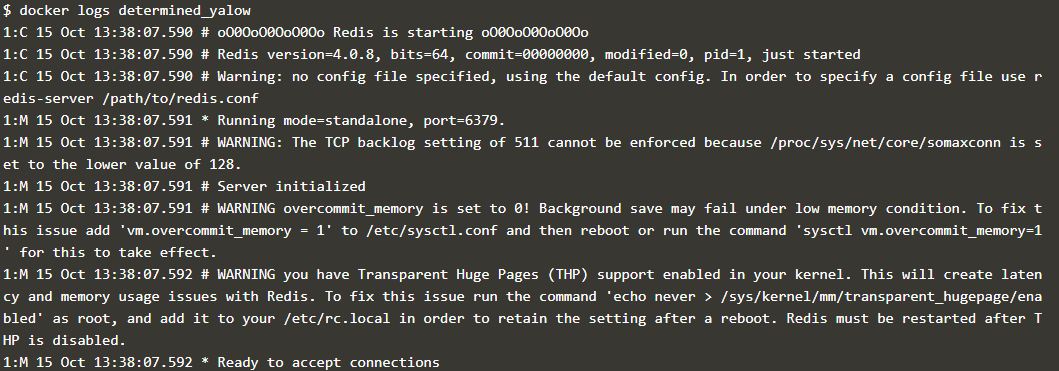 $ docker logs determined_yalow
1:C 15 Oct 13:38:07.590 # oO0OoO0OoO0Oo Redis is starting oO0OoO0OoO0Oo
1:C 15 Oct 13:38:07.590 # Redis version=4.0.8, bits=64, commit=00000000, modified=0, pid=1, just started
1:C 15 Oct 13:38:07.590 # Warning: no config file specified, using the default config. In order to specify a config file use r
edis-server /path/to/redis.conf
1:M 15 Oct 13:38:07.591 * Running mode=standalone, port=6379.
1:M 15 Oct 13:38:07.591 # WARNING: The TCP backlog setting of 511 cannot be enforced because /proc/sys/net/core/somaxconn is s
et to the lower value of 128.
1:M 15 Oct 13:38:07.591 # Server initialized
1:M 15 Oct 13:38:07.591 # WARNING overcommit_memory is set to 0! Background save may fail under low memory condition. To fix t
his issue add 'vm.overcommit_memory = 1' to /etc/sysctl.conf and then reboot or run the command 'sysctl vm.overcommit_memory=1
' for this to take effect.
1:M 15 Oct 13:38:07.592 # WARNING you have Transparent Huge Pages (THP) support enabled in your kernel. This will create laten
cy and memory usage issues with Redis. To fix this issue run the command 'echo never > /sys/kernel/mm/transparent_hugepage/ena
bled' as root, and add it to your /etc/rc.local in order to retain the setting after a reboot. Redis must be restarted after T
HP is disabled.
1:M 15 Oct 13:38:07.592 * Ready to accept connections